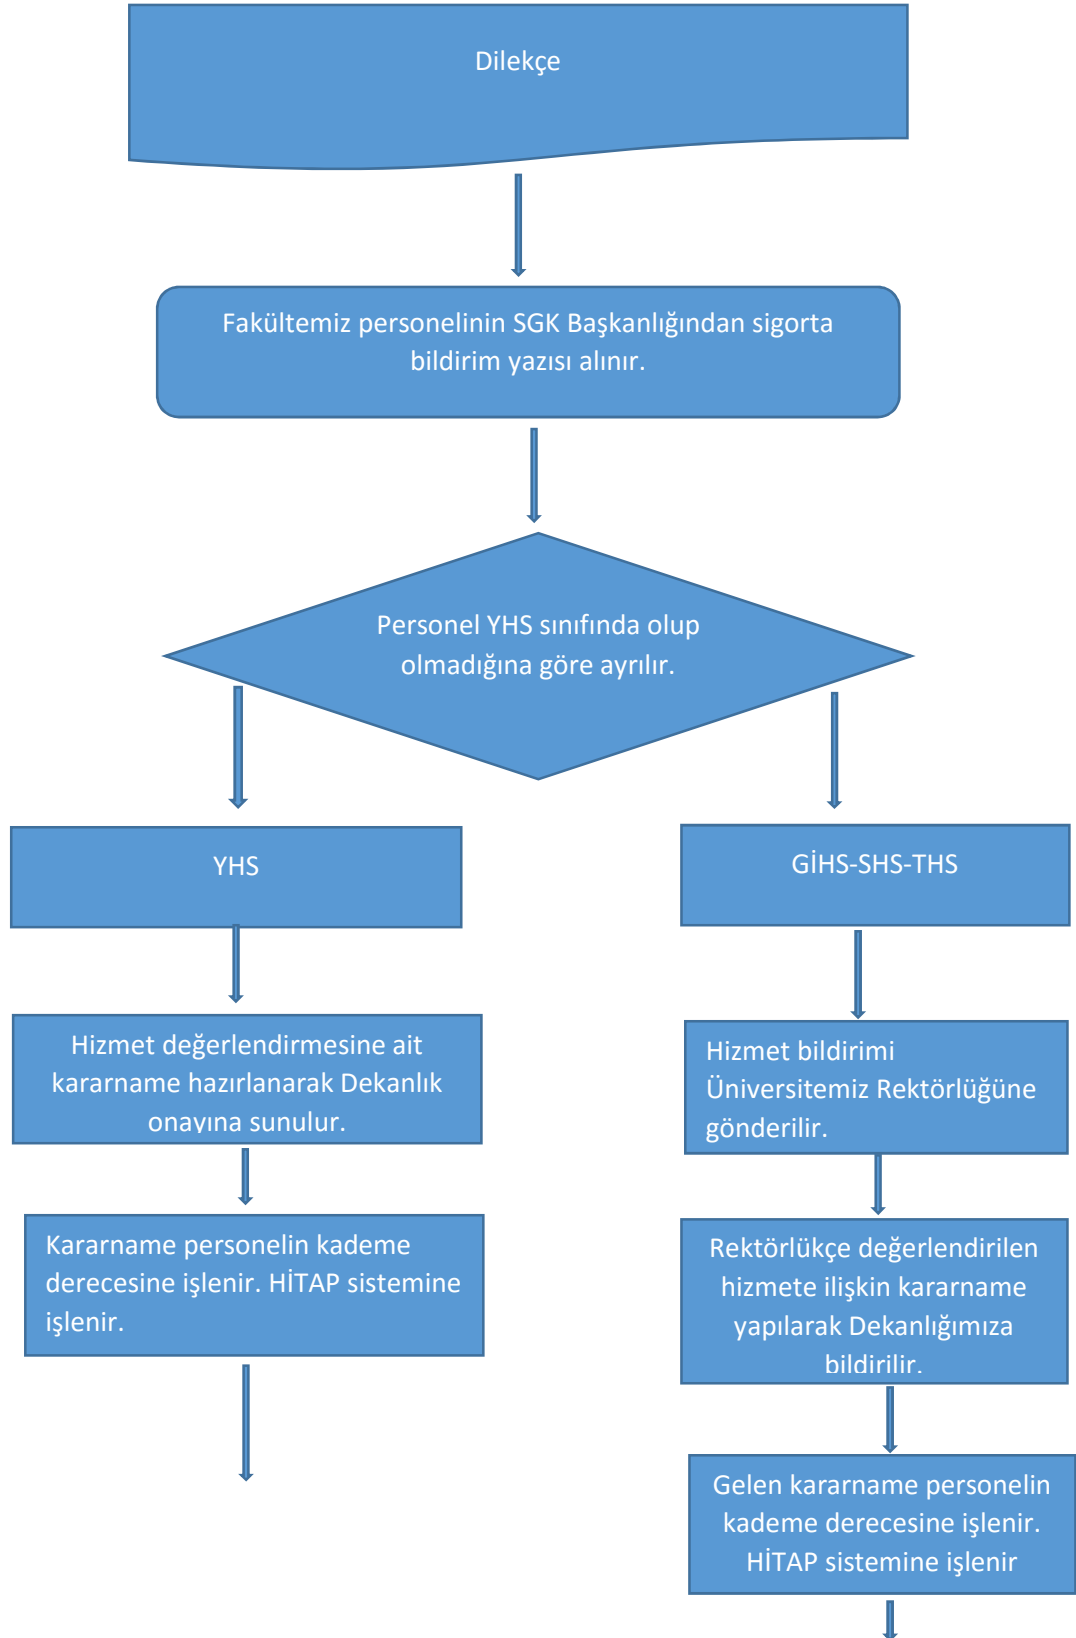 Dilekçe
Fakültemiz personelinin SGK Başkanlığından sigorta
bildirim yazısı alınır.
Personel YHS sınıfında olup
olmadığına göre ayrılır.
YHS
GİHS-SHS-THS
Hizmet değerlendirmesine ait
kararname hazırlanarak Dekanlık
onayına sunulur.
Hizmet bildirimi
Üniversitemiz Rektörlüğüne
gönderilir.
Kararname personelin kademe
derecesine işlenir. HİTAP sistemine
işlenir.
Rektörlükçe değerlendirilen
hizmete ilişkin kararname
yapılarak Dekanlığımıza
bildirilir.
Gelen kararname personelin
kademe derecesine işlenir.
HİTAP sistemine işlenir